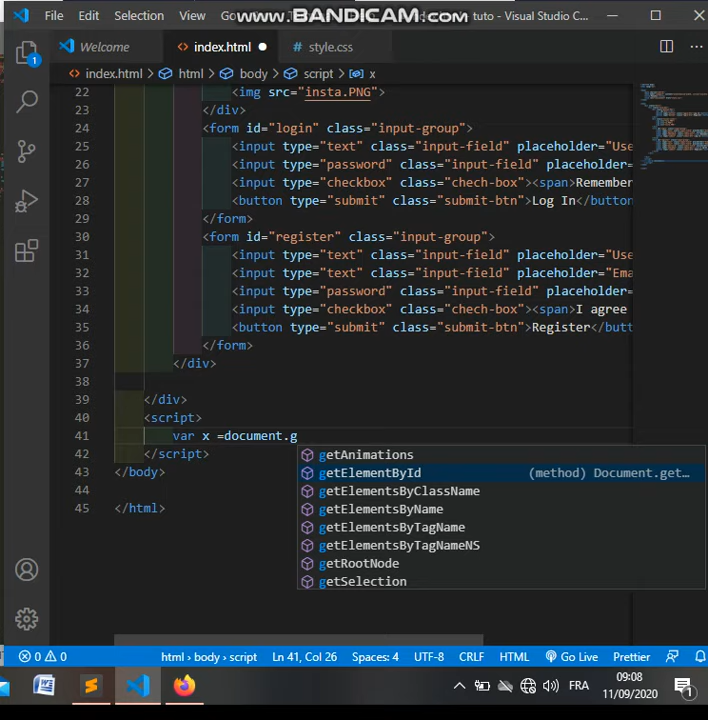 File Edit Selection View Go www.BANDICAM.com tuto - Visual Studio C...
Welcome index.html style.css
index.html > html > body > script > x
22 <img src="insta.PNG">
23 </div>
24 <form id="login" class="input-group">
25 <input type="text" class="input-field" placeholder="Use
26 <input type="password" class="input-field" placeholder=
27 <input type="checkbox" class="chech-box"><span>Remember
28 <button type="submit" class="submit-btn">Log In</button
29 </form>
30 <form id="register" class="input-group">
31 <input type="text" class="input-field" placeholder="Use
32 <input type="text" class="input-field" placeholder="Ema
33 <input type="password" class="input-field" placeholder=
34 <input type="checkbox" class="chech-box"><span>I agree
35 <button type="submit" class="submit-btn">Register</butt
36 </form>
37 </div>
38
39 </div>
40 <script>
41 var x =document.g
42 </script>
43 </body>
44
45 </html>
getAnimations
getElementById (method) Document.get...
getElementsByClassName
getElementsByName
getElementsByTagName
getElementsByTagNameNS
getRootNode
getSelection
1
0 0 html > body > script Ln 41, Col 26 Spaces: 4 UTF-8 CRLF HTML Go Live Prettier
FRA 09:08
11/09/2020 1